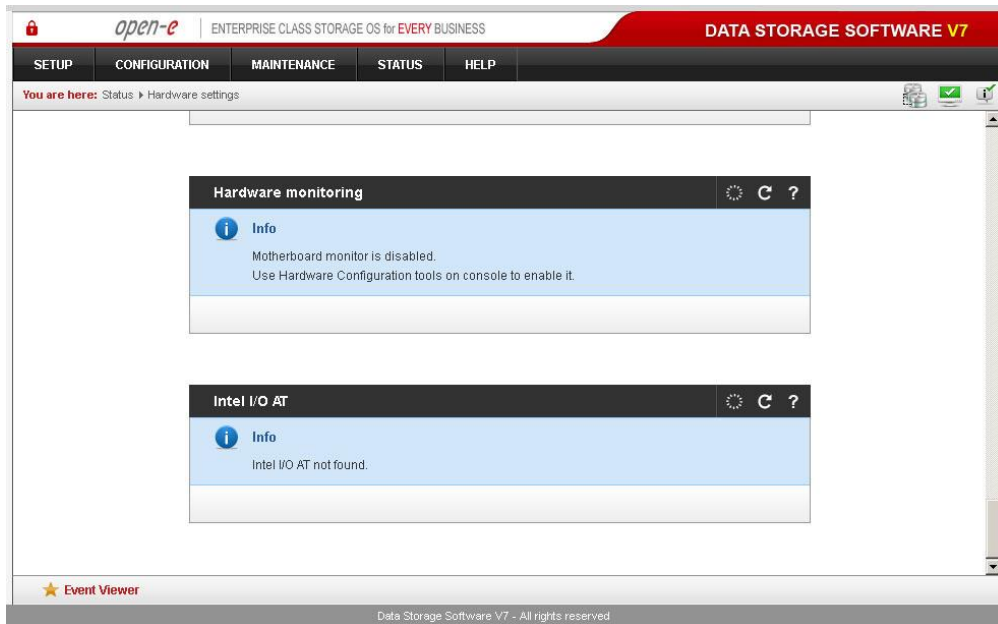 open-e
ENTERPRISE CLASS STORAGE OS for EVERY BUSINESS
DATA STORAGE SOFTWARE V7
SETUP CONFIGURATION MAINTENANCE STATUS HELP
You are here: Status Hardware settings
Hardware monitoring ?
Info
Motherboard monitor is disabled.
Use Hardware Configuration tools on console to enable it.
Intel I/O AT ?
Info
Intel I/O AT not found.
Event Viewer
Data Storage Software V7 - All rights reserved